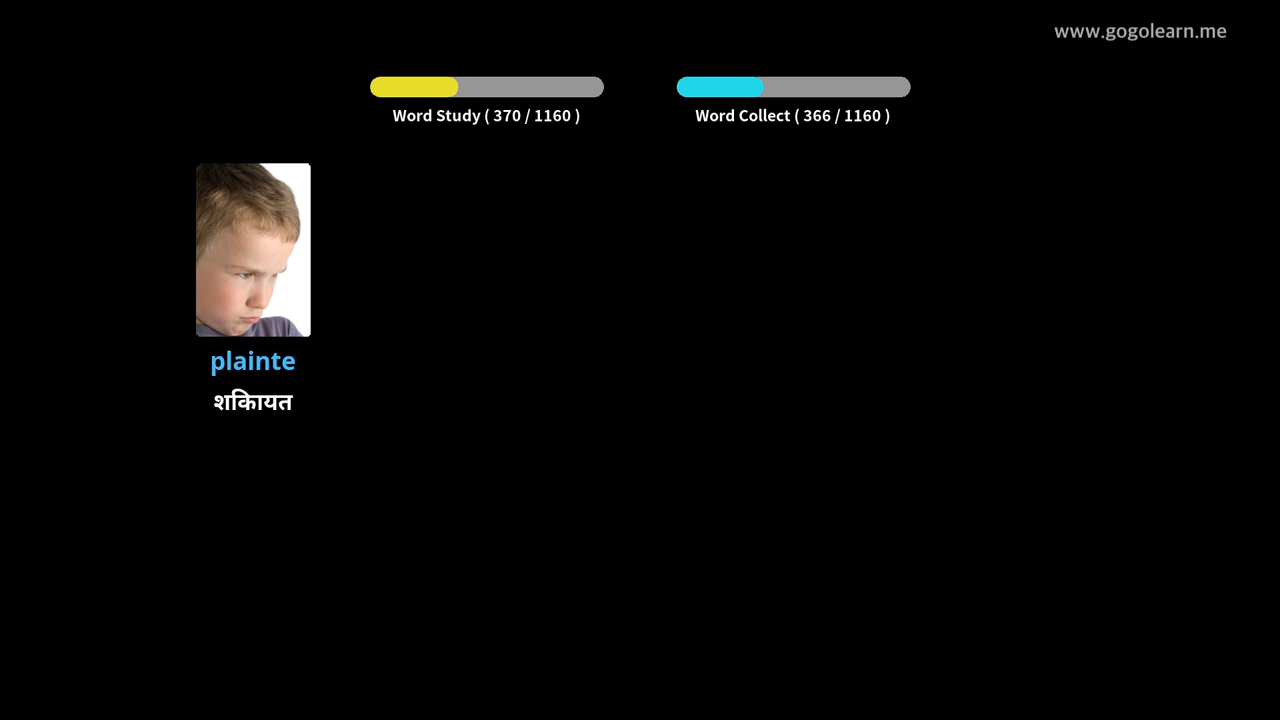 www.gogolearn.me
Word Study ( 370 / 1160 )
Word Collect ( 366 / 1160 )
plainte
शकिायत